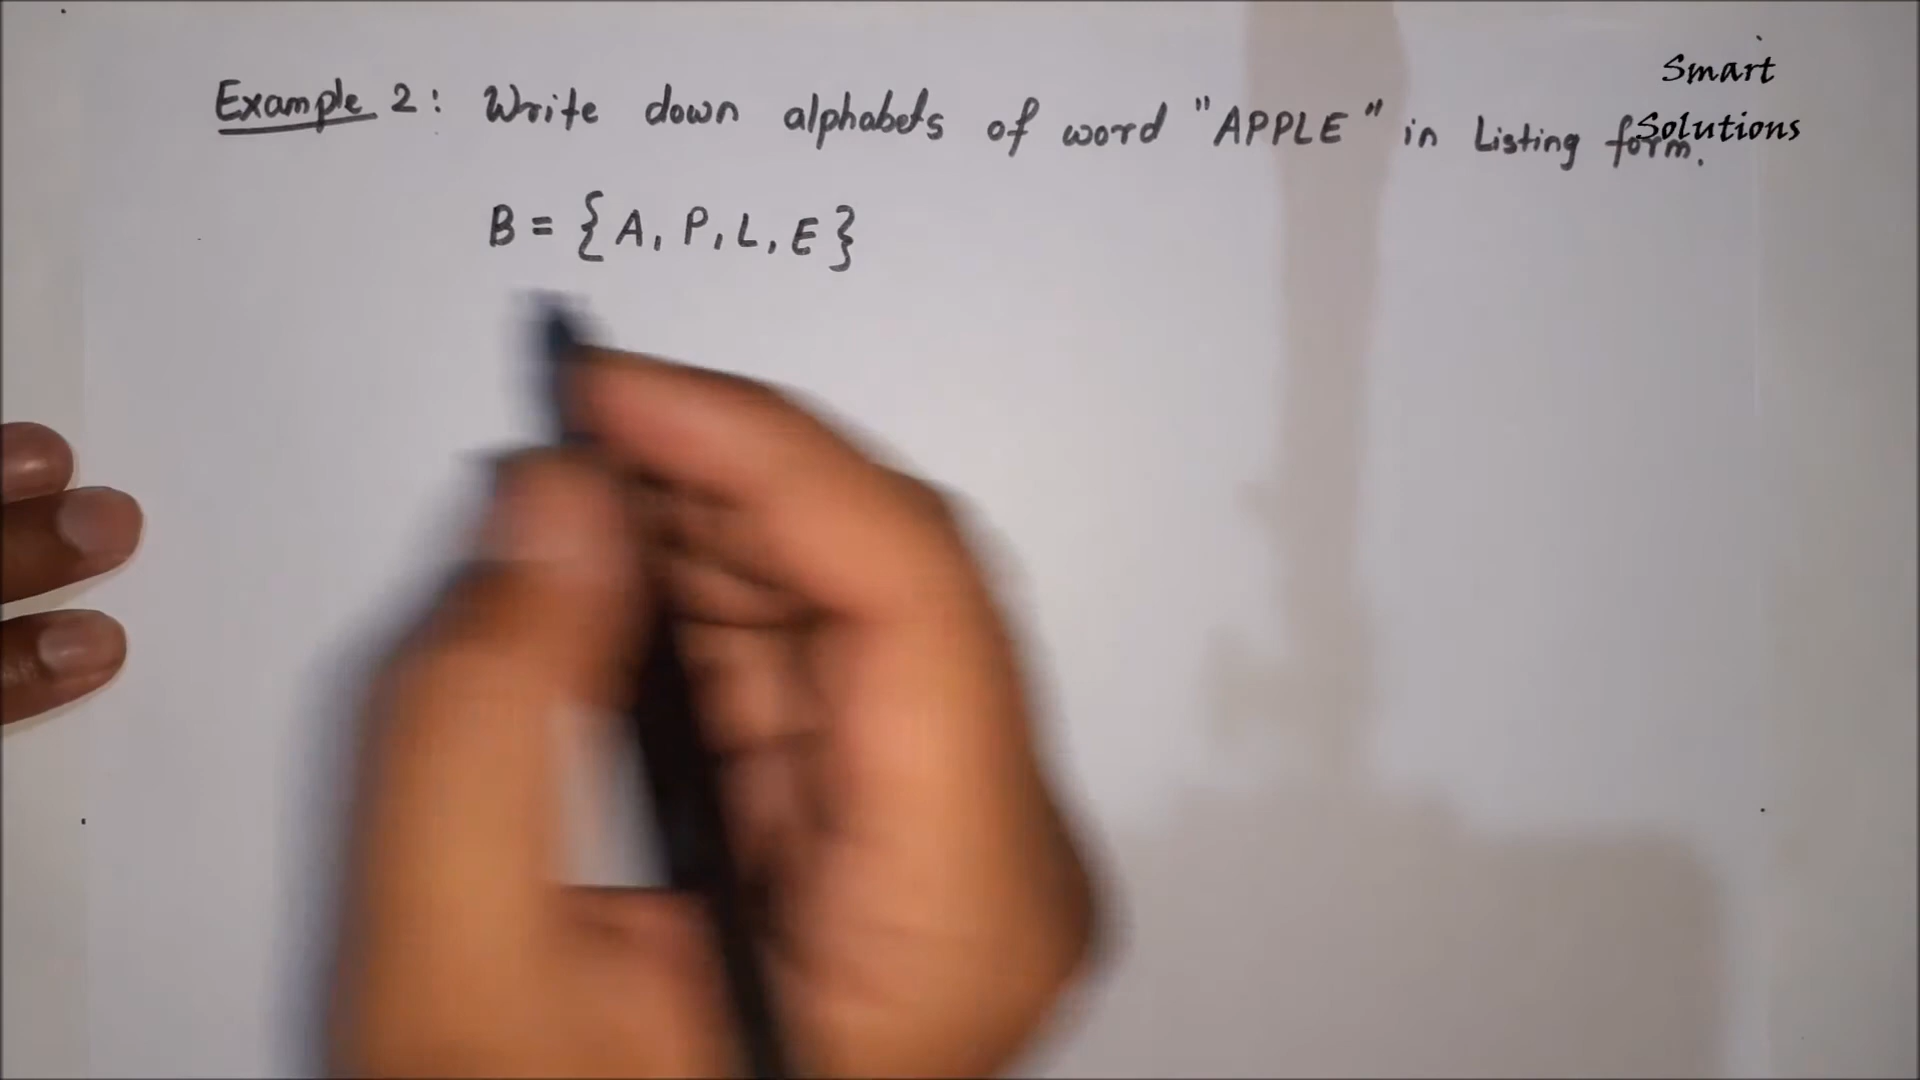 Smart
Solutions
Example 2: Write down alphabets of word "APPLE" in Listing form.
B = { A, P, L, E }